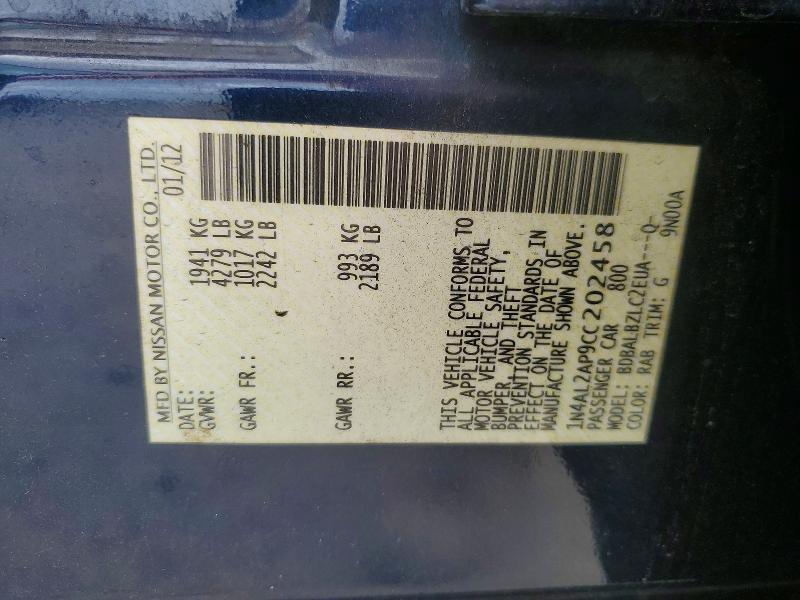 MFD BY NISSAN MOTOR CO., LTD.
DATE: 01/12
GVWR: 1941 KG
4279 LB
GAWR FR.: 1017 KG
2242 LB
GAWR RR.: 993 KG
2189 LB
THIS VEHICLE CONFORMS TO
ALL APPLICABLE FEDERAL
MOTOR VEHICLE SAFETY,
BUMPER AND THEFT
PREVENTION STANDARDS IN
EFFECT ON THE DATE OF
MANUFACTURE SHOWN ABOVE.
1N4AL2AP9CC202458
PASSENGER CAR 800
MODEL: BDBALBZLC2EUA---Q-
COLOR: RAB TRIM: G 9N00A